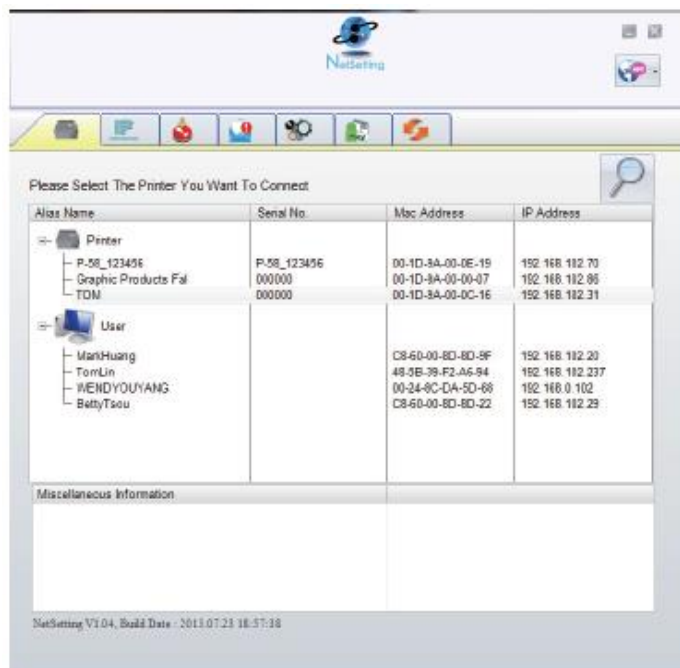 NetSetting
Please Select The Printer You Want To Connect
Alias Name Serial No. Mac Address IP Address
Printer
P-58_123456 P-58_123456 00-1D-9A-00-0E-19 192.168.102.70
Graphic Products Fal 000000 00-1D-9A-00-00-07 192.168.102.86
TOM 000000 00-1D-9A-00-0C-16 192.168.102.31
User
MarkHuang C8-60-00-8D-8D-9F 192.168.102.20
TomLin 48-5B-39-F2-A6-94 192.168.102.237
WENDYOUYANG 00-24-8C-DA-5D-68 192.168.0.102
BettyTsou C8-60-00-8D-8D-22 192.168.102.29
Miscellaneous Information
NetSetting V1.04, Build Date : 2013.07.23 18:57:38